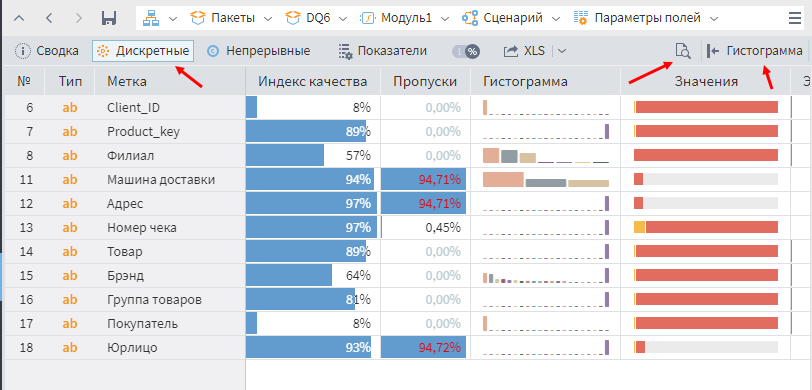 Пакеты DQ6 Модуль1 Сценарий Параметры полей
Сводка Дискретные Непрерывные Показатели 1 % XLS Гистограмма
№ Тип Метка Индекс качества Пропуски Гистограмма Значения Э
6 ab Client_ID 8% 0,00%
7 ab Product_key 89% 0,00%
8 ab Филиал 57% 0,00%
11 ab Машина доставки 94% 94,71%
12 ab Адрес 97% 94,71%
13 ab Номер чека 97% 0,45%
14 ab Товар 89% 0,00%
15 ab Брэнд 64% 0,00%
16 ab Группа товаров 81% 0,00%
17 ab Покупатель 8% 0,00%
18 ab Юрлицо 93% 94,72%